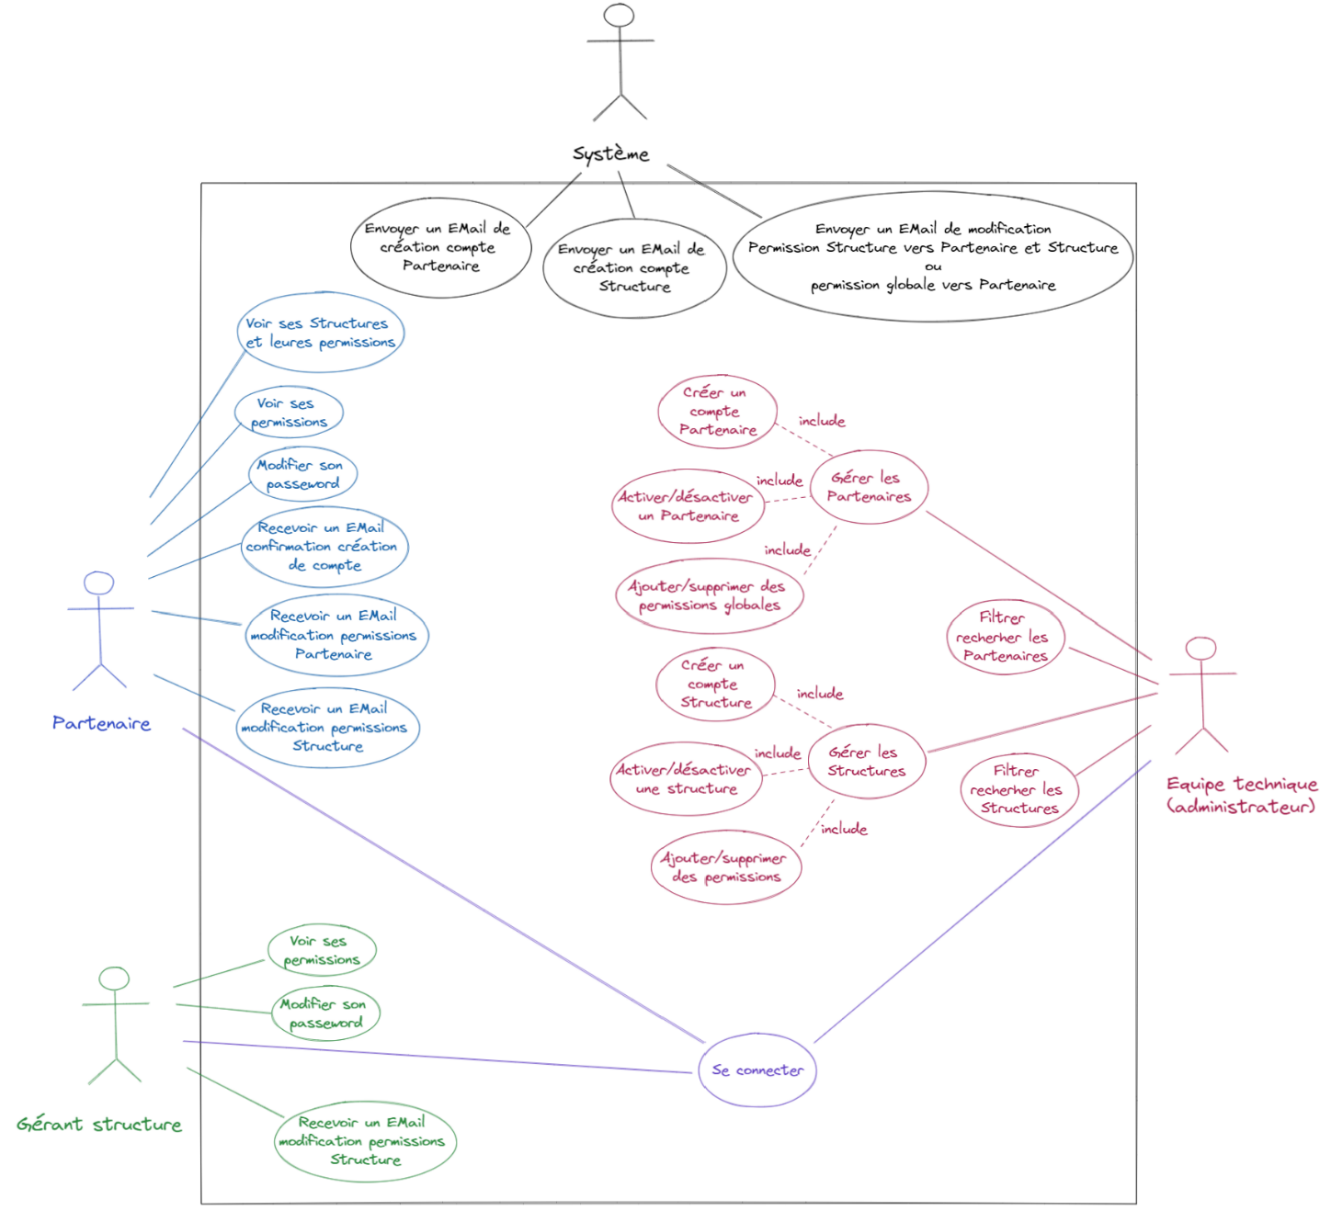 Système
Envoyer un EMail de
création compte
Partenaire
Envoyer un EMail de
création compte
Structure
Envoyer un EMail de modification
Permission Structure vers Partenaire et Structure
ou
permission globale vers Partenaire
Voir ses Structures
et leures permissions
Voir ses
permissions
Modifier son
passeword
Recevoir un EMail
confirmation création
de compte
Recevoir un EMail
modification permissions
Partenaire
Recevoir un EMail
modification permissions
Structure
Partenaire
Créer un
compte
Partenaire
include
Gérer les
Partenaires
Activer/désactiver
un Partenaire
include
include
Ajouter/supprimer des
permissions globales
Filtrer
recherher les
Partenaires
Créer un
compte
Structure
include
Gérer les
Structures
Activer/désactiver
une structure
include
include
Ajouter/supprimer
des permissions
Filtrer
recherher les
Structures
Equipe technique
(administrateur)
Voir ses
permissions
Modifier son
passeword
Gérant structure
Recevoir un EMail
modification permissions
Structure
Se connecter